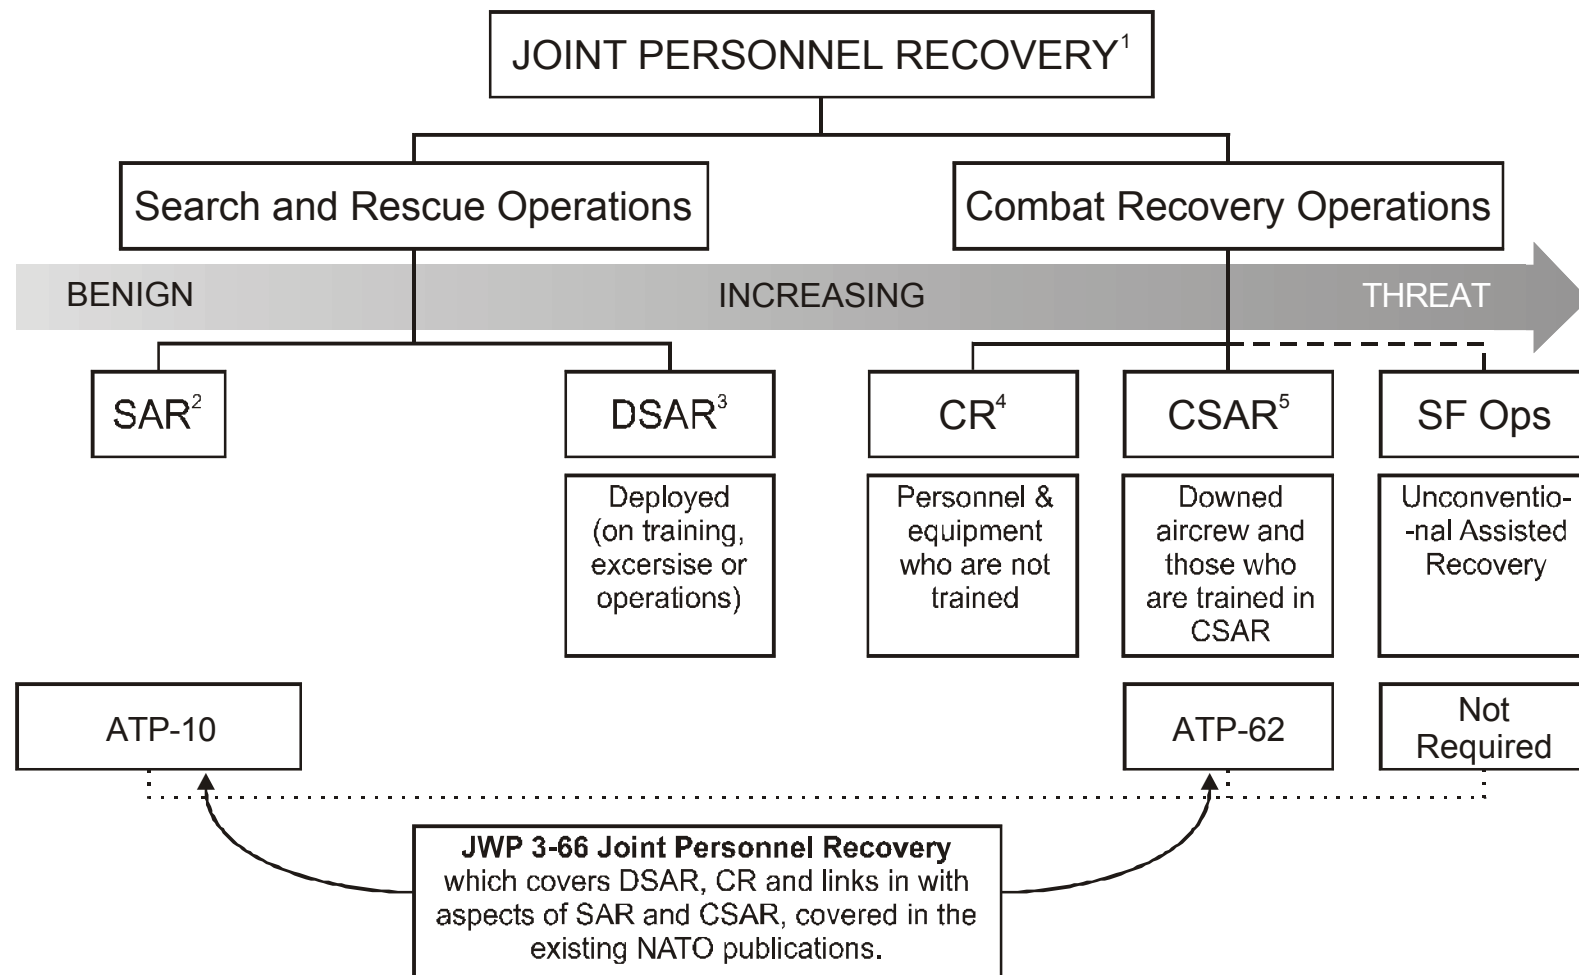 JOINT PERSONNEL RECOVERY¹
Search and Rescue Operations
Combat Recovery Operations
BENIGN
INCREASING
THREAT
SAR²
DSAR³
CR⁴
CSAR⁵
SF Ops
Deployed
(on training,
excersise or
operations)
Personnel &
equipment
who are not
trained
Downed
aircrew and
those who
are trained in
CSAR
Unconventio-
-nal Assisted
Recovery
ATP-10
ATP-62
Not
Required
JWP 3-66 Joint Personnel Recovery
which covers DSAR, CR and links in with
aspects of SAR and CSAR, covered in the
existing NATO publications.